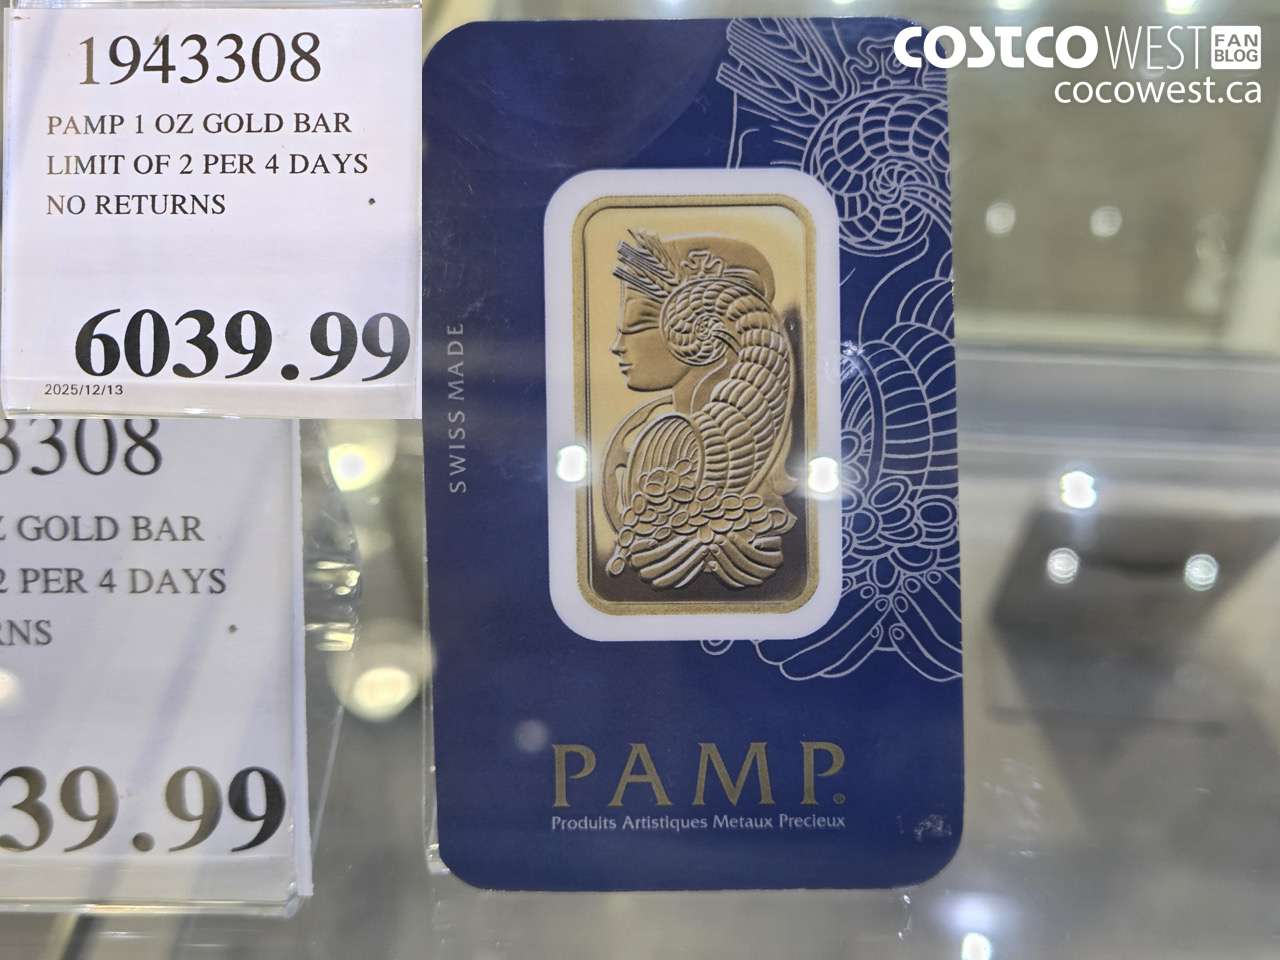 1943308
PAMP 1 OZ GOLD BAR
LIMIT OF 2 PER 4 DAYS
NO RETURNS
6039.99
2025/12/13
3308
Z GOLD BAR
2 PER 4 DAYS
RNS
39.99
COSTCO WEST FAN BLOG
cocowest.ca
SWISS MADE
PAMP.
Produits Artistiques Metaux Precieux